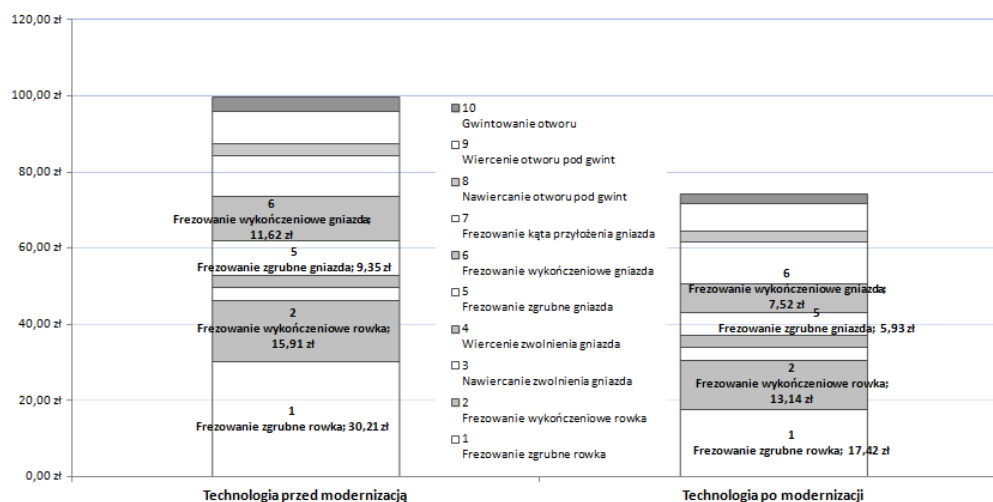 120,00 zł
100,00 zł
80,00 zł
60,00 zł
40,00 zł
20,00 zł
0,00 zł
6
Frezowanie wykończeniowe gniazda;
11,62 zł
5
Frezowanie zgrubne gniazda; 9,35 zł
2
Frezowanie wykończeniowe rowka;
15,91 zł
1
Frezowanie zgrubne rowka; 30,21 zł
10
Gwintowanie otworu
9
Wiercenie otworu pod gwint
8
Nawiercanie otworu pod gwint
7
Frezowanie kąta przyłożenia gniazda
6
Frezowanie wykończeniowe gniazda
5
Frezowanie zgrubne gniazda
4
Wiercenie zwolnienia gniazda
3
Nawiercanie zwolnienia gniazda
2
Frezowanie wykończeniowe rowka
1
Frezowanie zgrubne rowka
6
Frezowanie wykończeniowe gniazda;
7,52 zł
5
Frezowanie zgrubne gniazda; 5,93 zł
2
Frezowanie wykończeniowe rowka;
13,14 zł
1
Frezowanie zgrubne rowka; 17,42 zł
Technologia przed modernizacją
Technologia po modernizacji